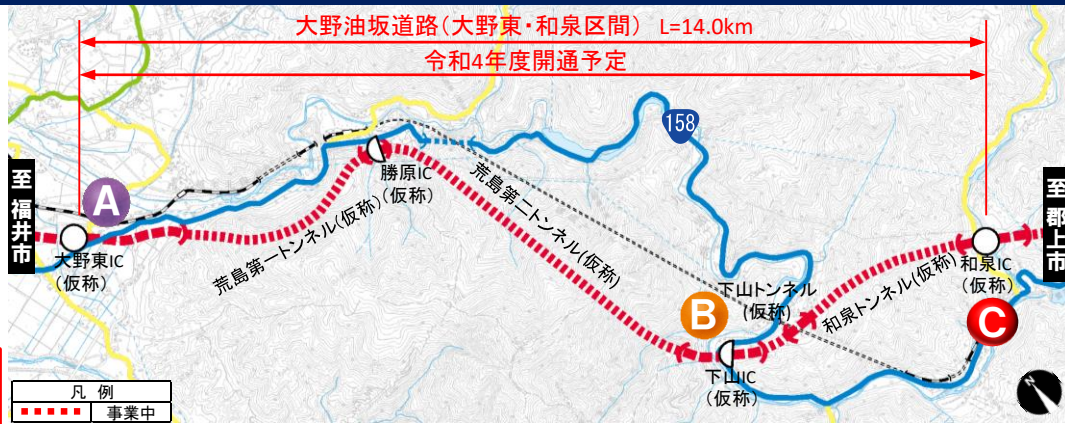 大野油坂道路(大野東・和泉区間) L=14.0km
令和4年度開通予定
158
至 福井市
A
大野東IC
(仮称)
荒島第一トンネル(仮称)
勝原IC
(仮称)
荒島第二トンネル(仮称)
B
下山トンネル
(仮称)
下山IC
(仮称)
和泉トンネル(仮称)
和泉IC
(仮称)
C
至 郡上市
凡 例
事業中
N